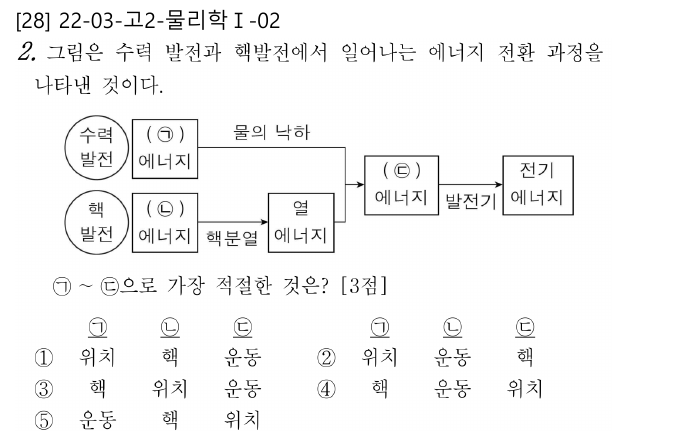 [28] 22-03-고2-물리학Ⅰ-02
2. 그림은 수력 발전과 핵발전에서 일어나는 에너지 전환 과정을
나타낸 것이다.
수력
발전
( ㉠ )
에너지
물의 낙하
핵
발전
( ㉡ )
에너지
핵분열
열
에너지
( ㉢ )
에너지
발전기
전기
에너지
㉠ ~ ㉢으로 가장 적절한 것은? [3점]
㉠ ㉡ ㉢ ㉠ ㉡ ㉢
① 위치 핵 운동 ② 위치 운동 핵
③ 핵 위치 운동 ④ 핵 운동 위치
⑤ 운동 핵 위치